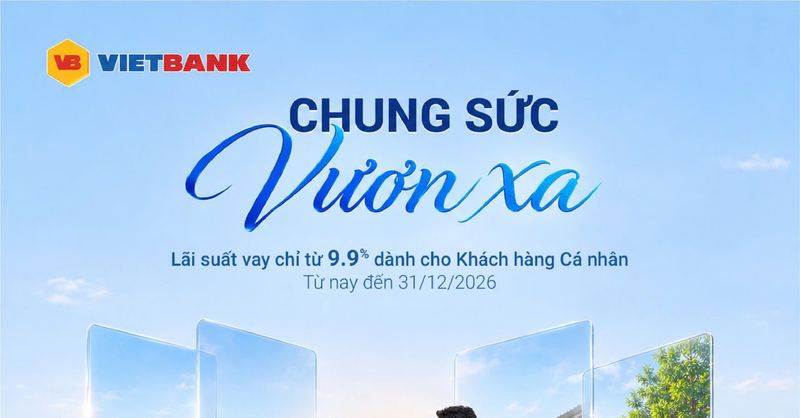 VB VIETBANK
CHUNG SỨC
Vươn xa
Lãi suất vay chỉ từ 9.9% dành cho Khách hàng Cá nhân
Từ nay đến 31/12/2026